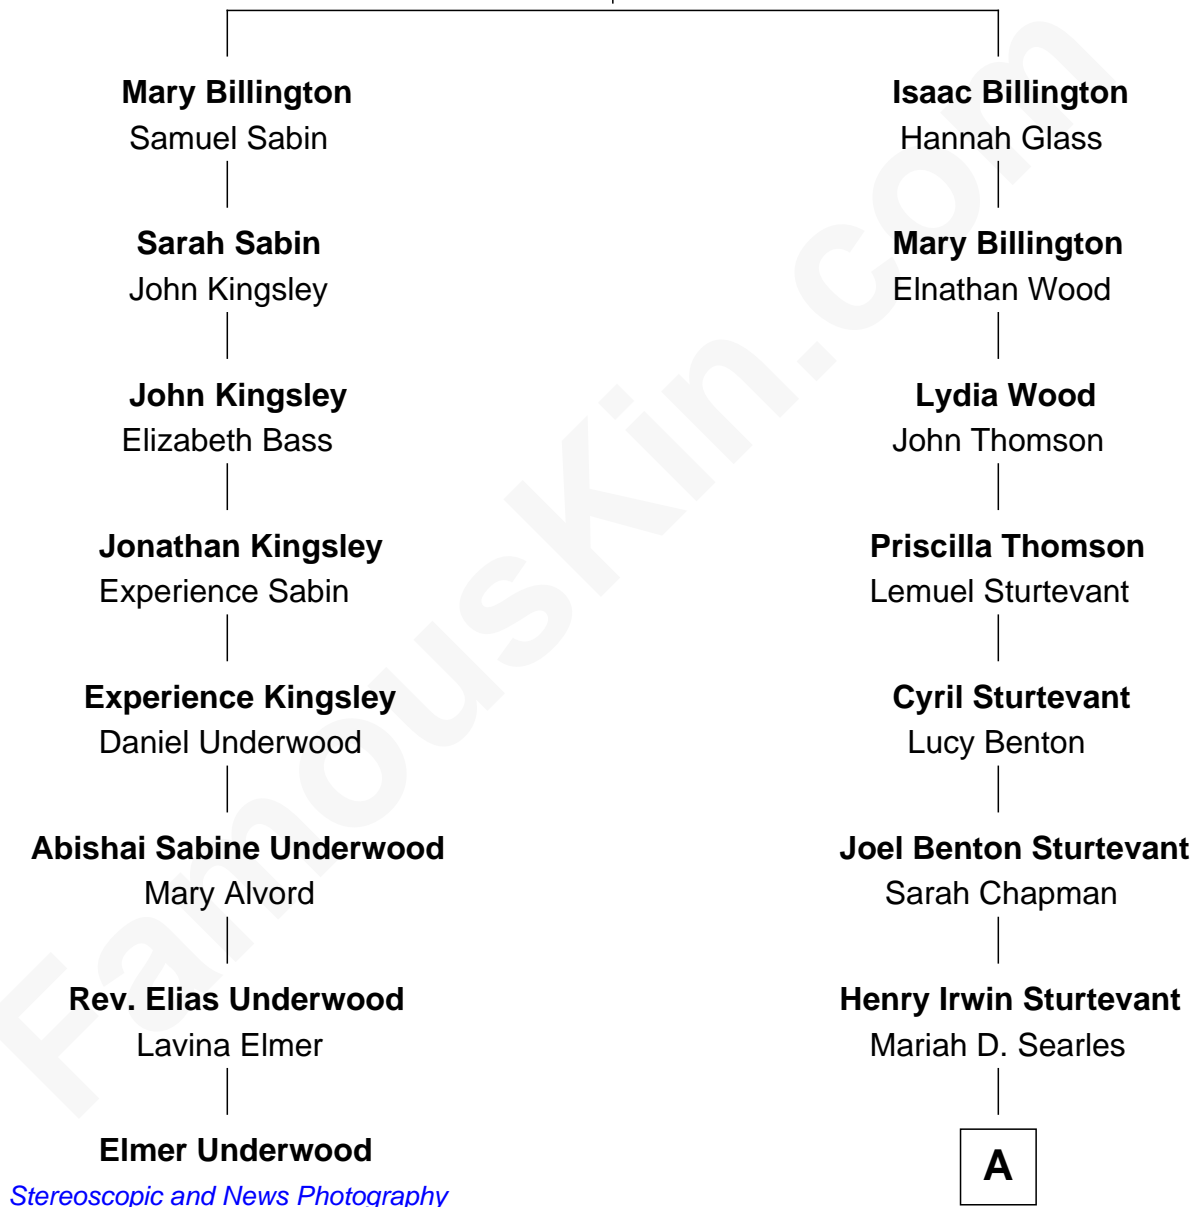 Mary Billington
Samuel Sabin
Sarah Sabin
John Kingsley
John Kingsley
Elizabeth Bass
Jonathan Kingsley
Experience Sabin
Experience Kingsley
Daniel Underwood
Abishai Sabine Underwood
Mary Alvord
Rev. Elias Underwood
Lavina Elmer
Elmer Underwood
Stereoscopic and News Photography
Isaac Billington
Hannah Glass
Mary Billington
Elnathan Wood
Lydia Wood
John Thomson
Priscilla Thomson
Lemuel Sturtevant
Cyril Sturtevant
Lucy Benton
Joel Benton Sturtevant
Sarah Chapman
Henry Irwin Sturtevant
Mariah D. Searles
A
FamousKin.com